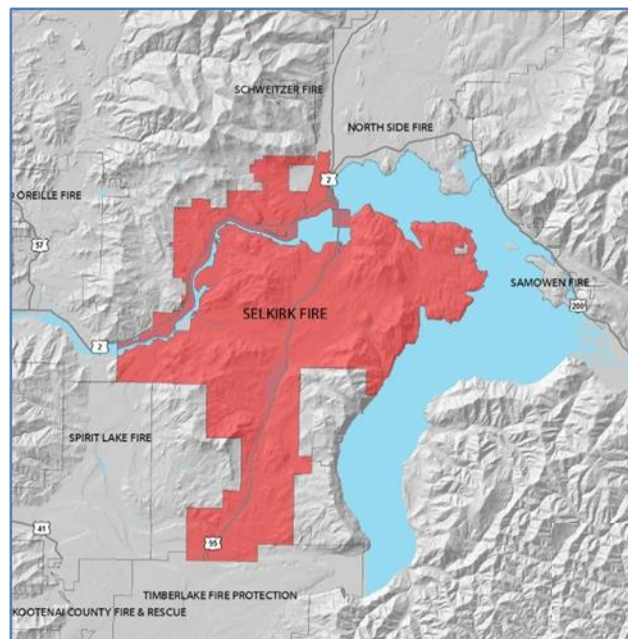 SCHWEITZER FIRE
NORTH SIDE FIRE
2
OREILLE FIRE
57
SAMOWEN FIRE
200
SELKIRK FIRE
2
SPIRIT LAKE FIRE
41
95
TIMBERLAKE FIRE PROTECTION
KOOTENAI COUNTY FIRE & RESCUE